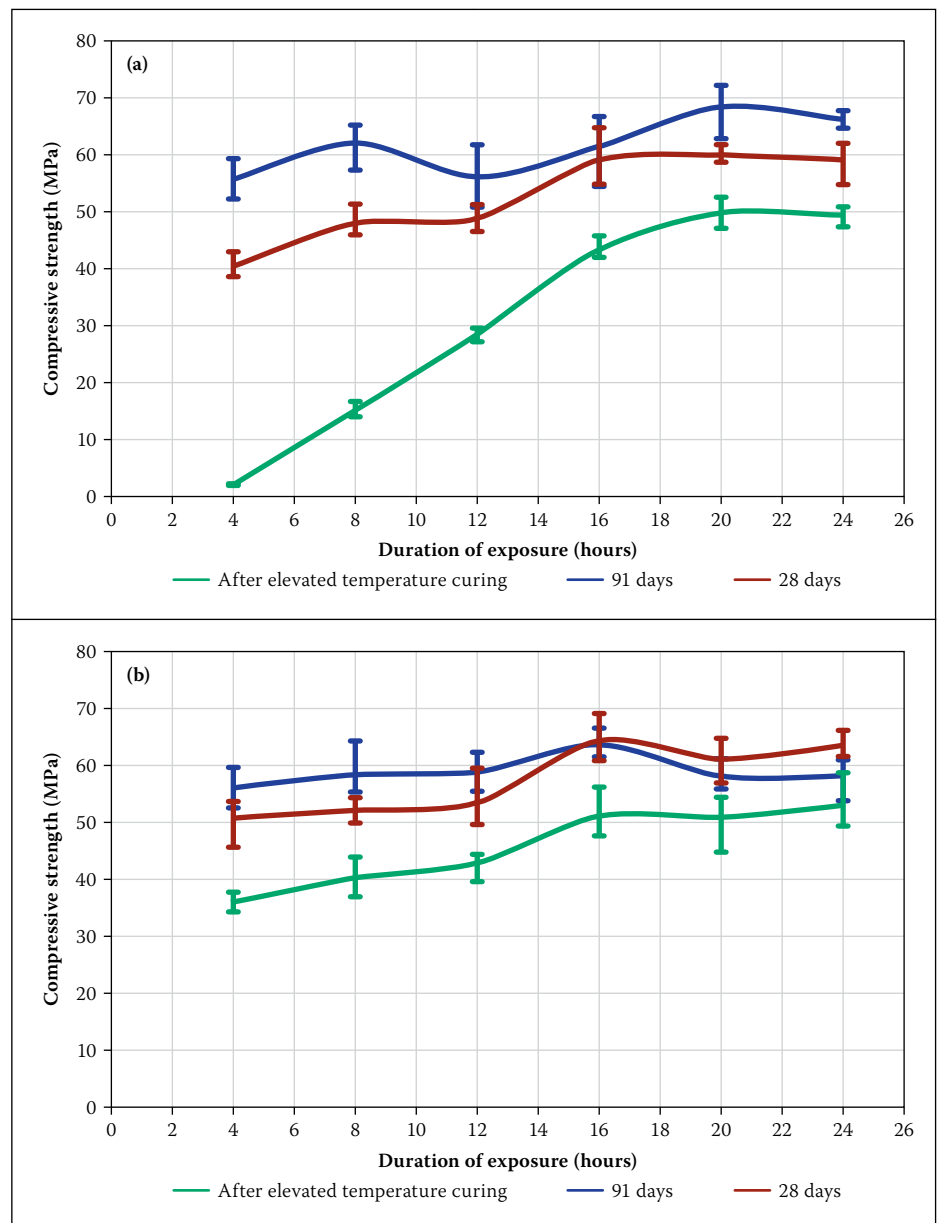 (a)
Compressive strength (MPa)
80
70
60
50
40
30
20
10
0
0 2 4 6 8 10 12 14 16 18 20 22 24 26
Duration of exposure (hours)
After elevated temperature curing 91 days 28 days
(b)
Compressive strength (MPa)
80
70
60
50
40
30
20
10
0
0 2 4 6 8 10 12 14 16 18 20 22 24 26
Duration of exposure (hours)
After elevated temperature curing 91 days 28 days